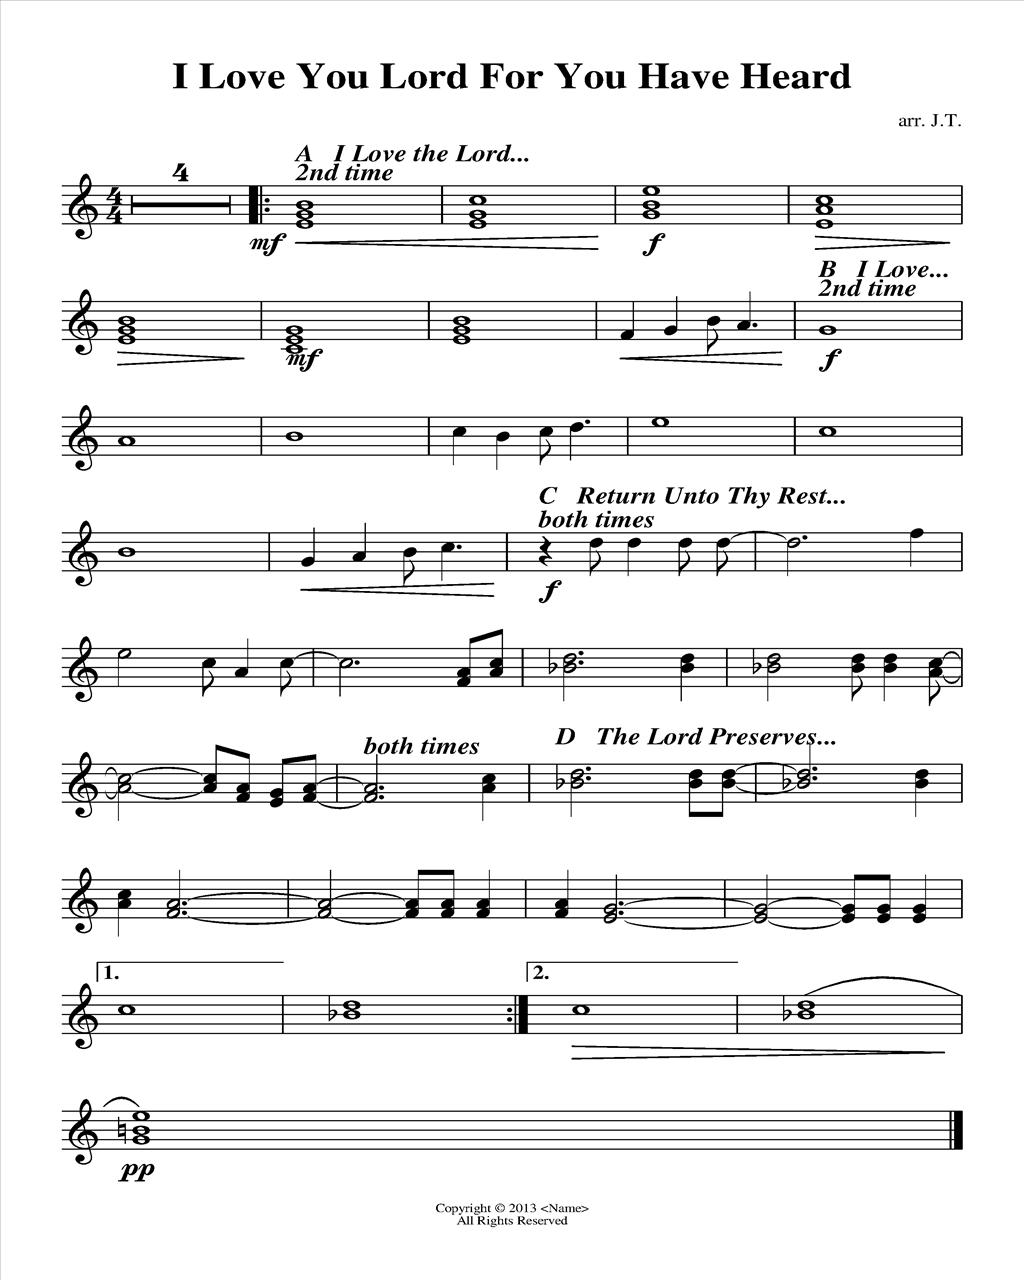 I Love You Lord For You Have Heard
arr. J.T.
4
A I Love the Lord...
2nd time
4
4
mf
f
B I Love...
2nd time
mf
f
C Return Unto Thy Rest...
both times
f
both times
D The Lord Preserves...
1.
2.
pp
Copyright © 2013 <Name>
All Rights Reserved